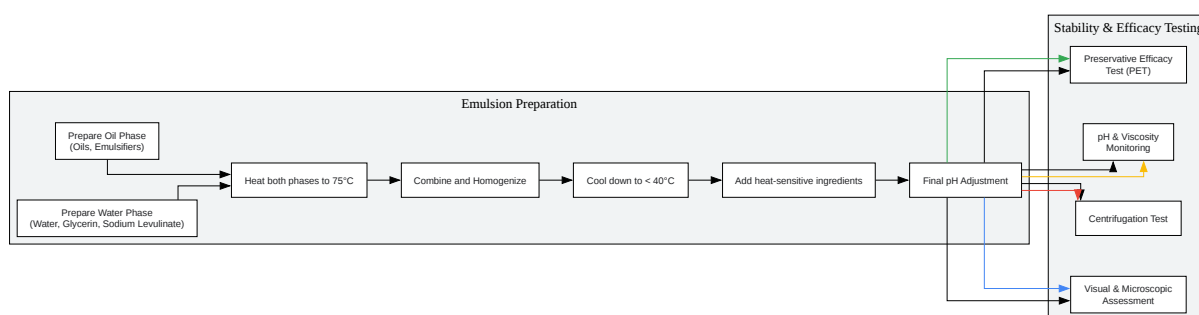 Stability & Efficacy Testing
Preservative Efficacy
Test (PET)
Emulsion Preparation
Prepare Oil Phase
(Oils, Emulsifiers)
pH & Viscosity
Monitoring
Heat both phases to 75°C
Combine and Homogenize
Cool down to < 40°C
Add heat-sensitive ingredients
Final pH Adjustment
Prepare Water Phase
(Water, Glycerin, Sodium Levulinate)
Centrifugation Test
Visual & Microscopic
Assessment